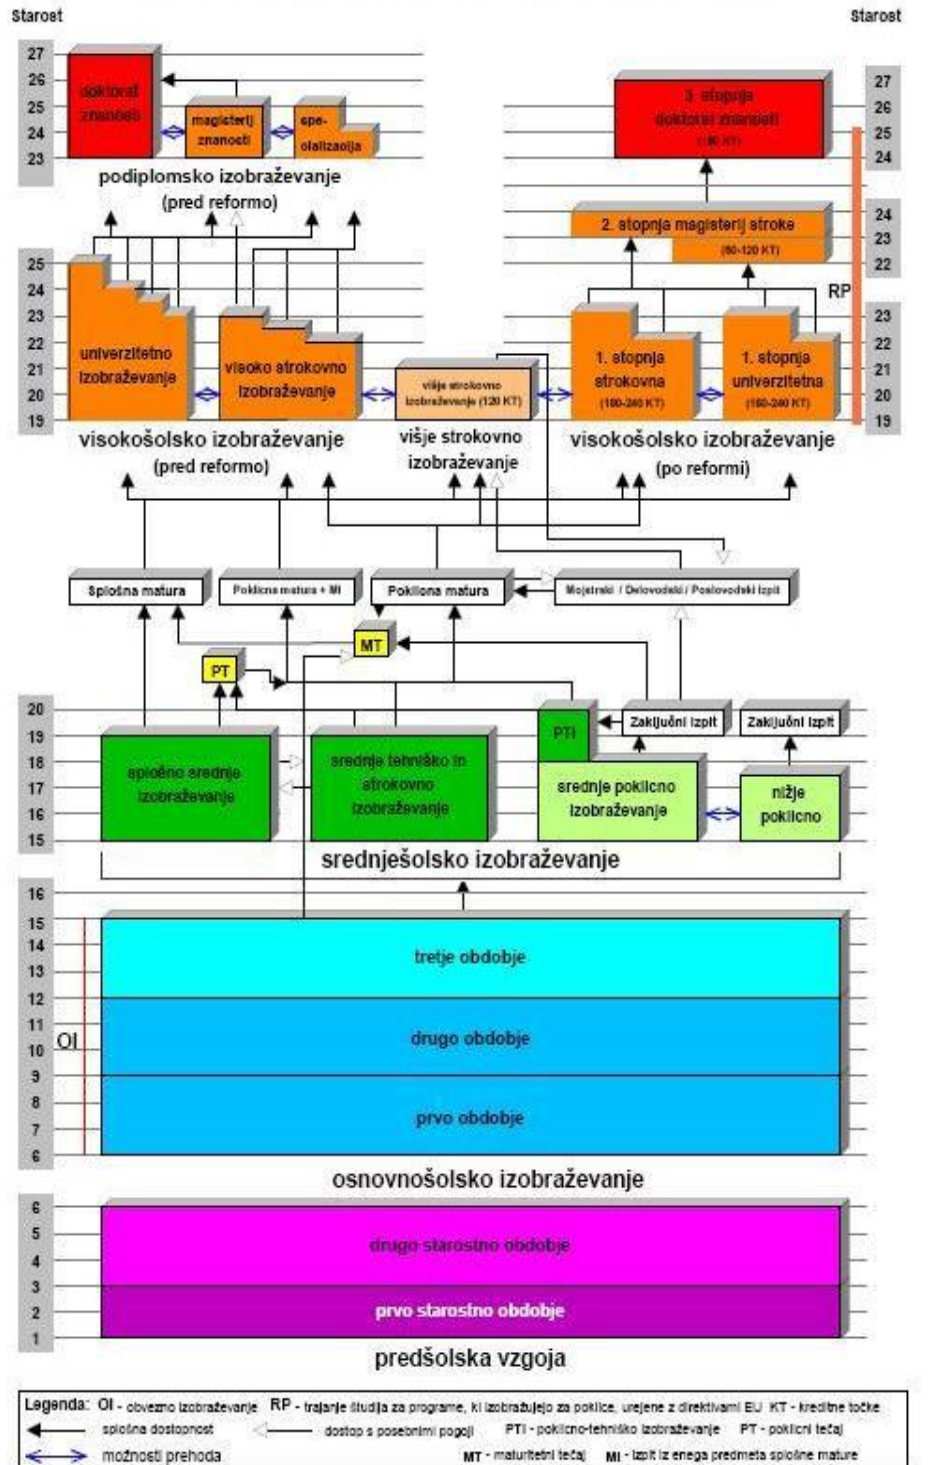 Starost
Starost
27
26
25
24
23
doktorat
znanosti
magisterij
znanosti
spe-
cializacija
podiplomsko izobraževanje
(pred reformo)
3. stopnja
doktorat znanosti
(180 KT)
27
26
25
24
2. stopnja magisterij stroke
(60-120 KT)
24
23
22
RP
25
24
23
22
21
20
19
univerzitetno
izobraževanje
visoko strokovno
izobraževanje
višje strokovno
izobraževanje (120 KT)
1. stopnja
strokovna
(180-240 KT)
1. stopnja
univerzitetna
(180-240 KT)
23
22
21
20
19
visokošolsko izobraževanje
(pred reformo)
višje strokovno
izobraževanje
visokošolsko izobraževanje
(po reformi)
Splošna matura
Poklicna matura + MI
Poklicna matura
Mojstrski / Delovodski / Poslovodski izpit
MT
PT
20
19
18
17
16
15
splošno srednje
izobraževanje
srednje tehniško in
strokovno
izobraževanje
PTI
Zaključni izpit
Zaključni izpit
srednje poklicno
izobraževanje
nižje
poklicno
srednješolsko izobraževanje
16
15
14
13
12
11
10
9
8
7
6
OI
tretje obdobje
drugo obdobje
prvo obdobje
osnovnošolsko izobraževanje
6
5
4
3
2
1
drugo starostno obdobje
prvo starostno obdobje
predšolska vzgoja
Legenda: OI - obvezno izobraževanje RP - trajanje študija za programe, ki izobražujejo za poklice, urejene z direktivami EU KT - kreditne točke
splošna dostopnost dostop s posebnimi pogoji PTI - poklicno-tehniško izobraževanje PT - poklicni tečaj
možnosti prehoda MT - maturitetni tečaj MI - izpit iz enega predmeta splošne mature